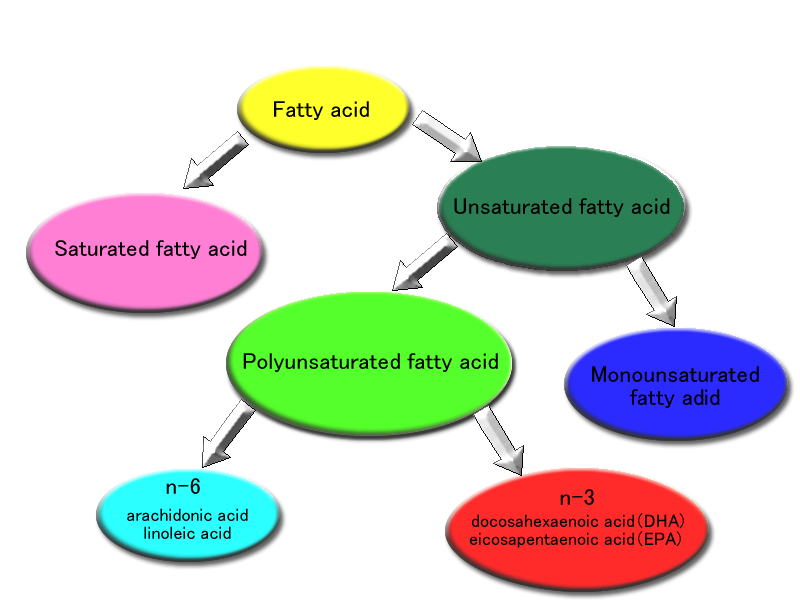 Fatty acid
Unsaturated fatty acid
Saturated fatty acid
Polyunsaturated fatty acid
Monounsaturated
fatty adid
n-6
arachidonic acid
linoleic acid
n-3
docosahexaenoic acid(DHA)
eicosapentaenoic acid(EPA)